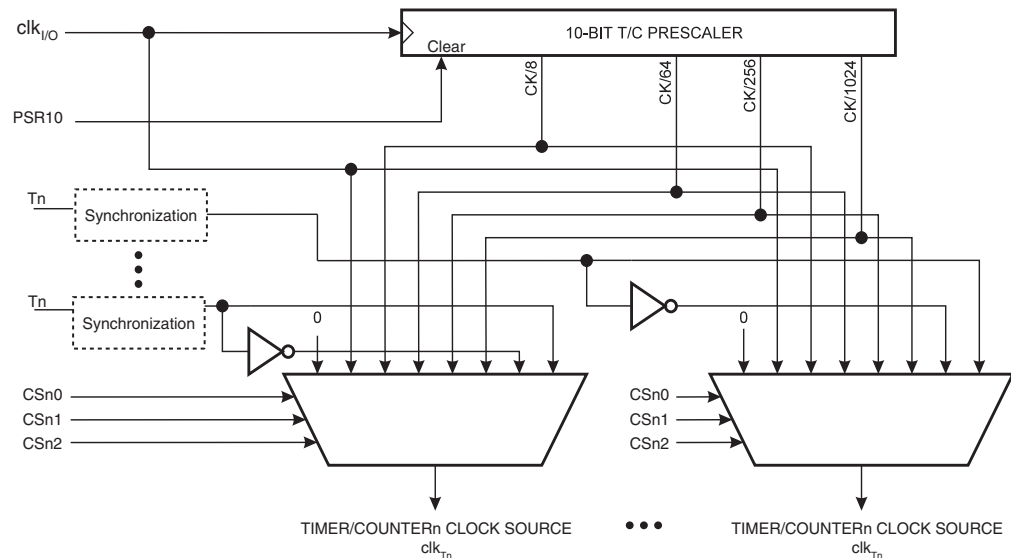 clkI/O
10-BIT T/C PRESCALER
Clear
CK/8
CK/64
CK/256
CK/1024
PSR10
Tn
Synchronization
Tn
Synchronization
0
0
CSn0
CSn1
CSn2
CSn0
CSn1
CSn2
TIMER/COUNTERn CLOCK SOURCE
clkTn
TIMER/COUNTERn CLOCK SOURCE
clkTn